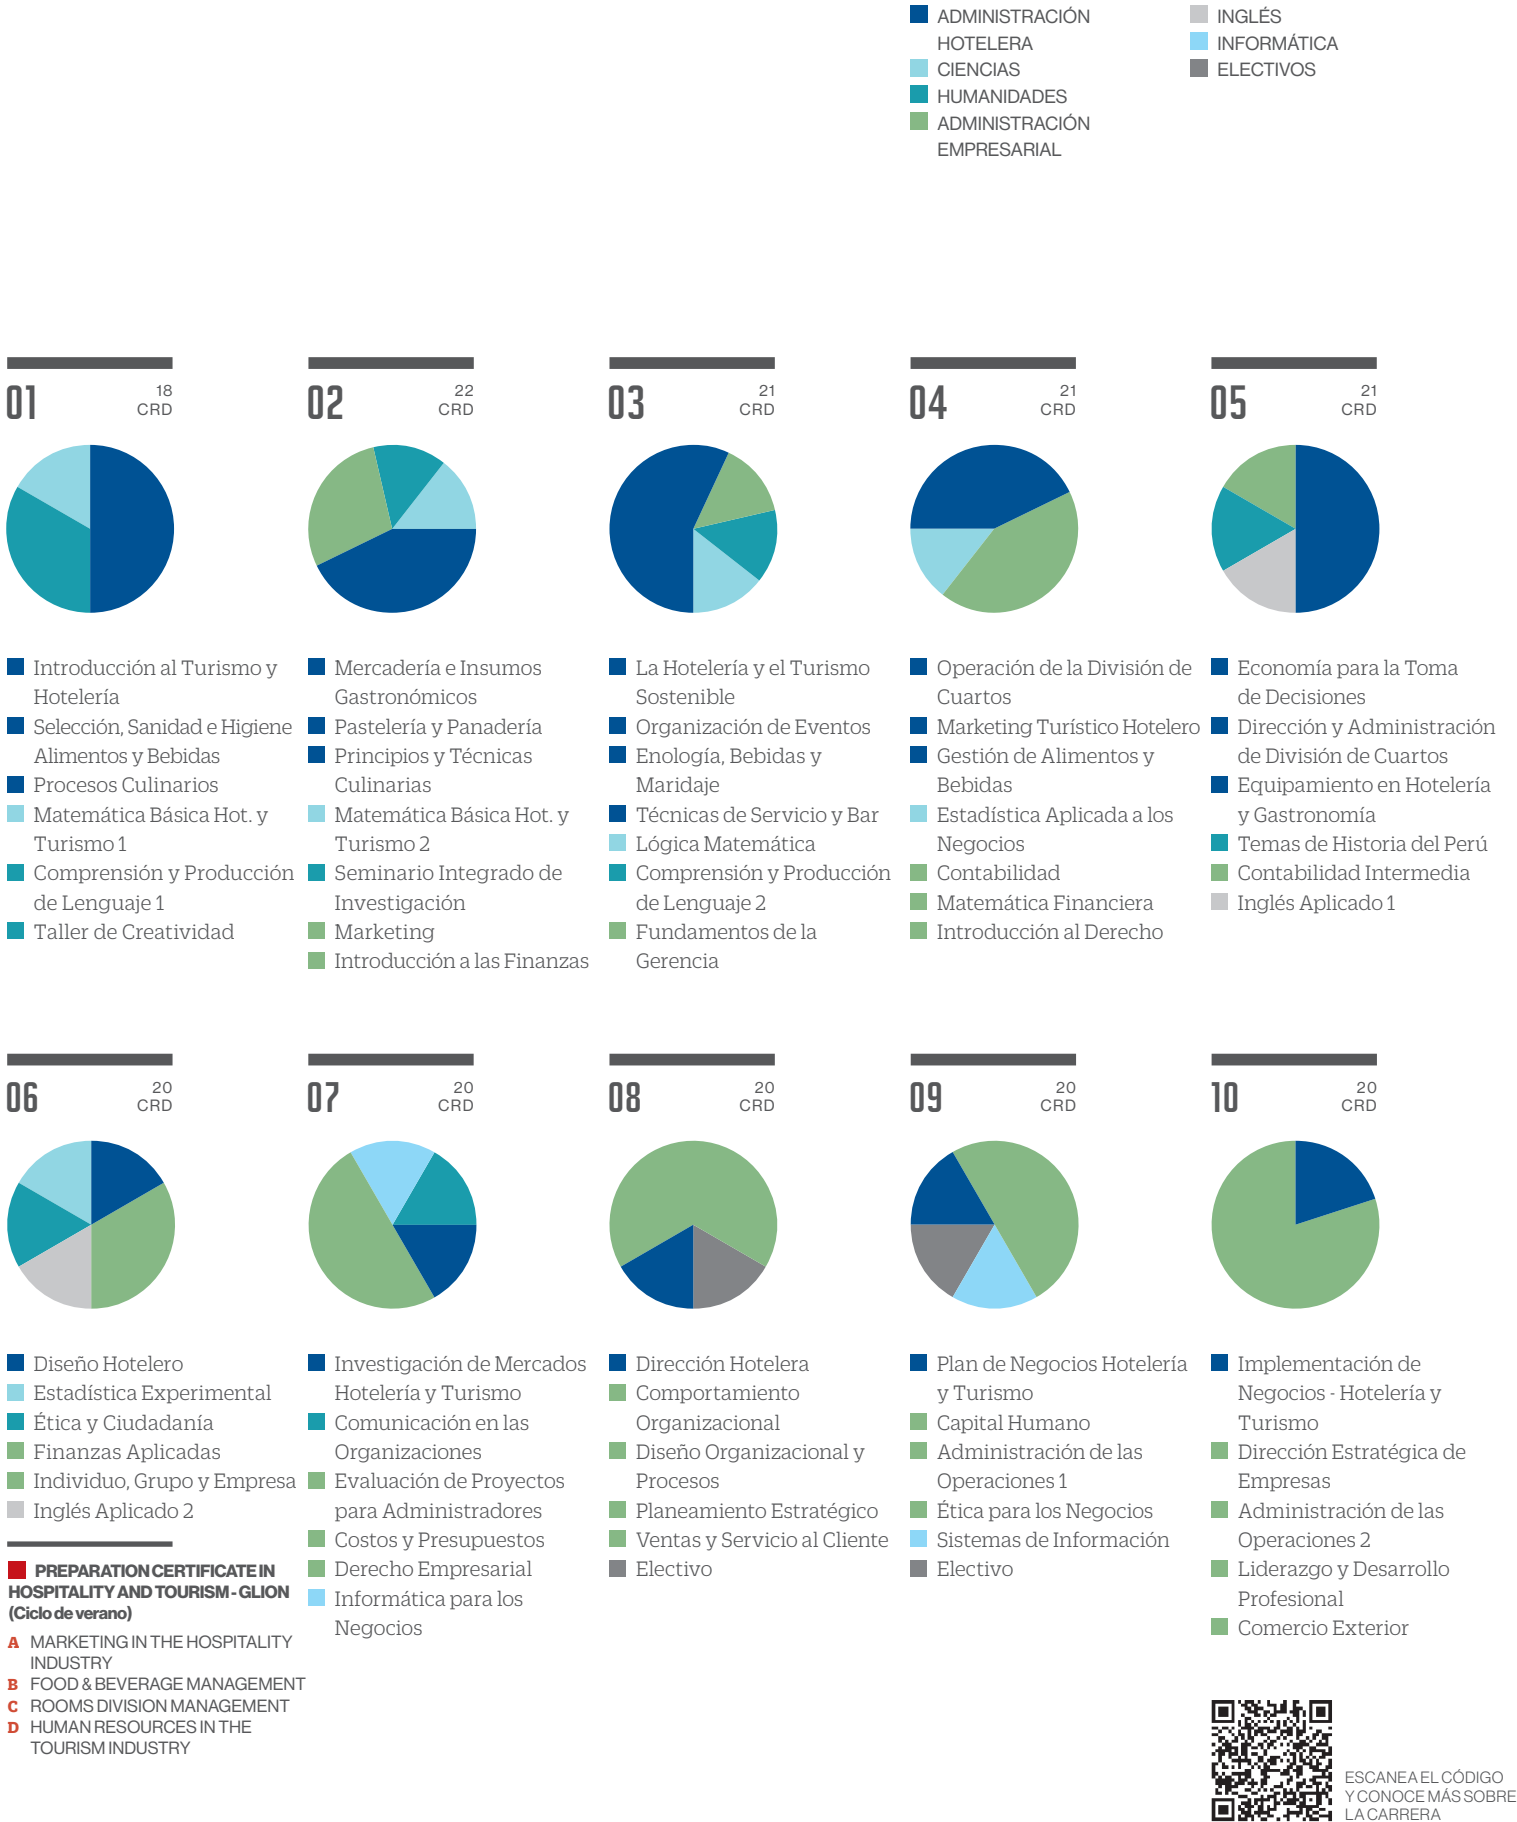 ADMINISTRACIÓN
HOTELERA
CIENCIAS
HUMANIDADES
ADMINISTRACIÓN
EMPRESARIAL
INGLÉS
INFORMÁTICA
ELECTIVOS
01
18
CRD
Introducción al Turismo y
Hotelería
Selección, Sanidad e Higiene
Alimentos y Bebidas
Procesos Culinarios
Matemática Básica Hot. y
Turismo 1
Comprensión y Producción
de Lenguaje 1
Taller de Creatividad
02
22
CRD
Mercadería e Insumos
Gastronómicos
Pastelería y Panadería
Principios y Técnicas
Culinarias
Matemática Básica Hot. y
Turismo 2
Seminario Integrado de
Investigación
Marketing
Introducción a las Finanzas
03
21
CRD
La Hotelería y el Turismo
Sostenible
Organización de Eventos
Enología, Bebidas y
Maridaje
Técnicas de Servicio y Bar
Lógica Matemática
Comprensión y Producción
de Lenguaje 2
Fundamentos de la
Gerencia
04
21
CRD
Operación de la División de
Cuartos
Marketing Turístico Hotelero
Gestión de Alimentos y
Bebidas
Estadística Aplicada a los
Negocios
Contabilidad
Matemática Financiera
Introducción al Derecho
05
21
CRD
Economía para la Toma
de Decisiones
Dirección y Administración
de División de Cuartos
Equipamiento en Hotelería
y Gastronomía
Temas de Historia del Perú
Contabilidad Intermedia
Inglés Aplicado 1
06
20
CRD
Diseño Hotelero
Estadística Experimental
Ética y Ciudadanía
Finanzas Aplicadas
Individuo, Grupo y Empresa
Inglés Aplicado 2
PREPARATION CERTIFICATE IN
HOSPITALITY AND TOURISM - GLION
(Ciclo de verano)
A MARKETING IN THE HOSPITALITY
INDUSTRY
B FOOD & BEVERAGE MANAGEMENT
C ROOMS DIVISION MANAGEMENT
D HUMAN RESOURCES IN THE
TOURISM INDUSTRY
07
20
CRD
Investigación de Mercados
Hotelería y Turismo
Comunicación en las
Organizaciones
Evaluación de Proyectos
para Administradores
Costos y Presupuestos
Derecho Empresarial
Informática para los
Negocios
08
20
CRD
Dirección Hotelera
Comportamiento
Organizacional
Diseño Organizacional y
Procesos
Planeamiento Estratégico
Ventas y Servicio al Cliente
Electivo
09
20
CRD
Plan de Negocios Hotelería
y Turismo
Capital Humano
Administración de las
Operaciones 1
Ética para los Negocios
Sistemas de Información
Electivo
10
20
CRD
Implementación de
Negocios - Hotelería y
Turismo
Dirección Estratégica de
Empresas
Administración de las
Operaciones 2
Liderazgo y Desarrollo
Profesional
Comercio Exterior
ESCANEA EL CÓDIGO
Y CONOCE MÁS SOBRE
LA CARRERA